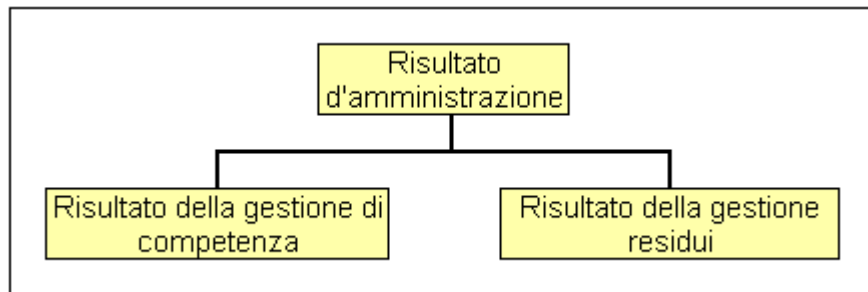 Risultato
d'amministrazione
Risultato della gestione di
competenza
Risultato della gestione
residui